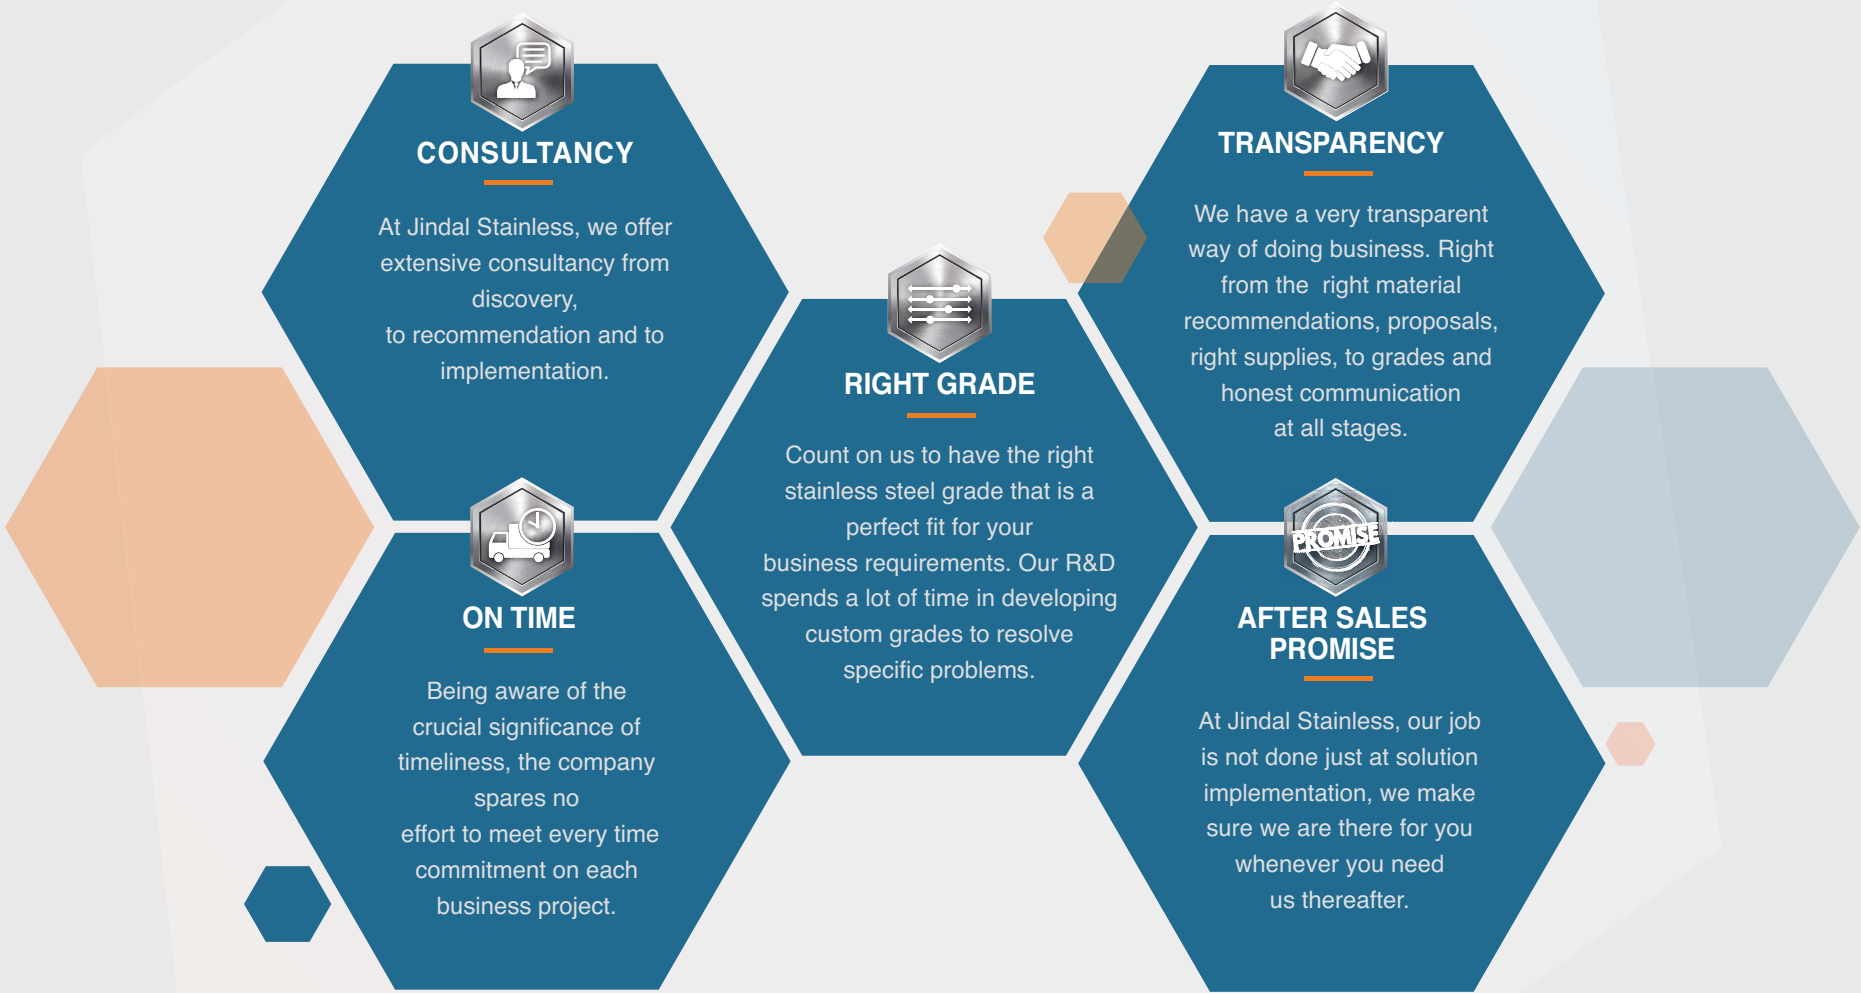 CONSULTANCY
At Jindal Stainless, we offer
extensive consultancy from
discovery,
to recommendation and to
implementation.
ON TIME
Being aware of the
crucial significance of
timeliness, the company
spares no
effort to meet every time
commitment on each
business project.
RIGHT GRADE
Count on us to have the right
stainless steel grade that is a
perfect fit for your
business requirements. Our R&D
spends a lot of time in developing
custom grades to resolve
specific problems.
TRANSPARENCY
We have a very transparent
way of doing business. Right
from the  right material
recommendations, proposals,
right supplies, to grades and
honest communication
at all stages.
PROMISE
AFTER SALES
PROMISE
At Jindal Stainless, our job
is not done just at solution
implementation, we make
sure we are there for you
whenever you need
us thereafter.